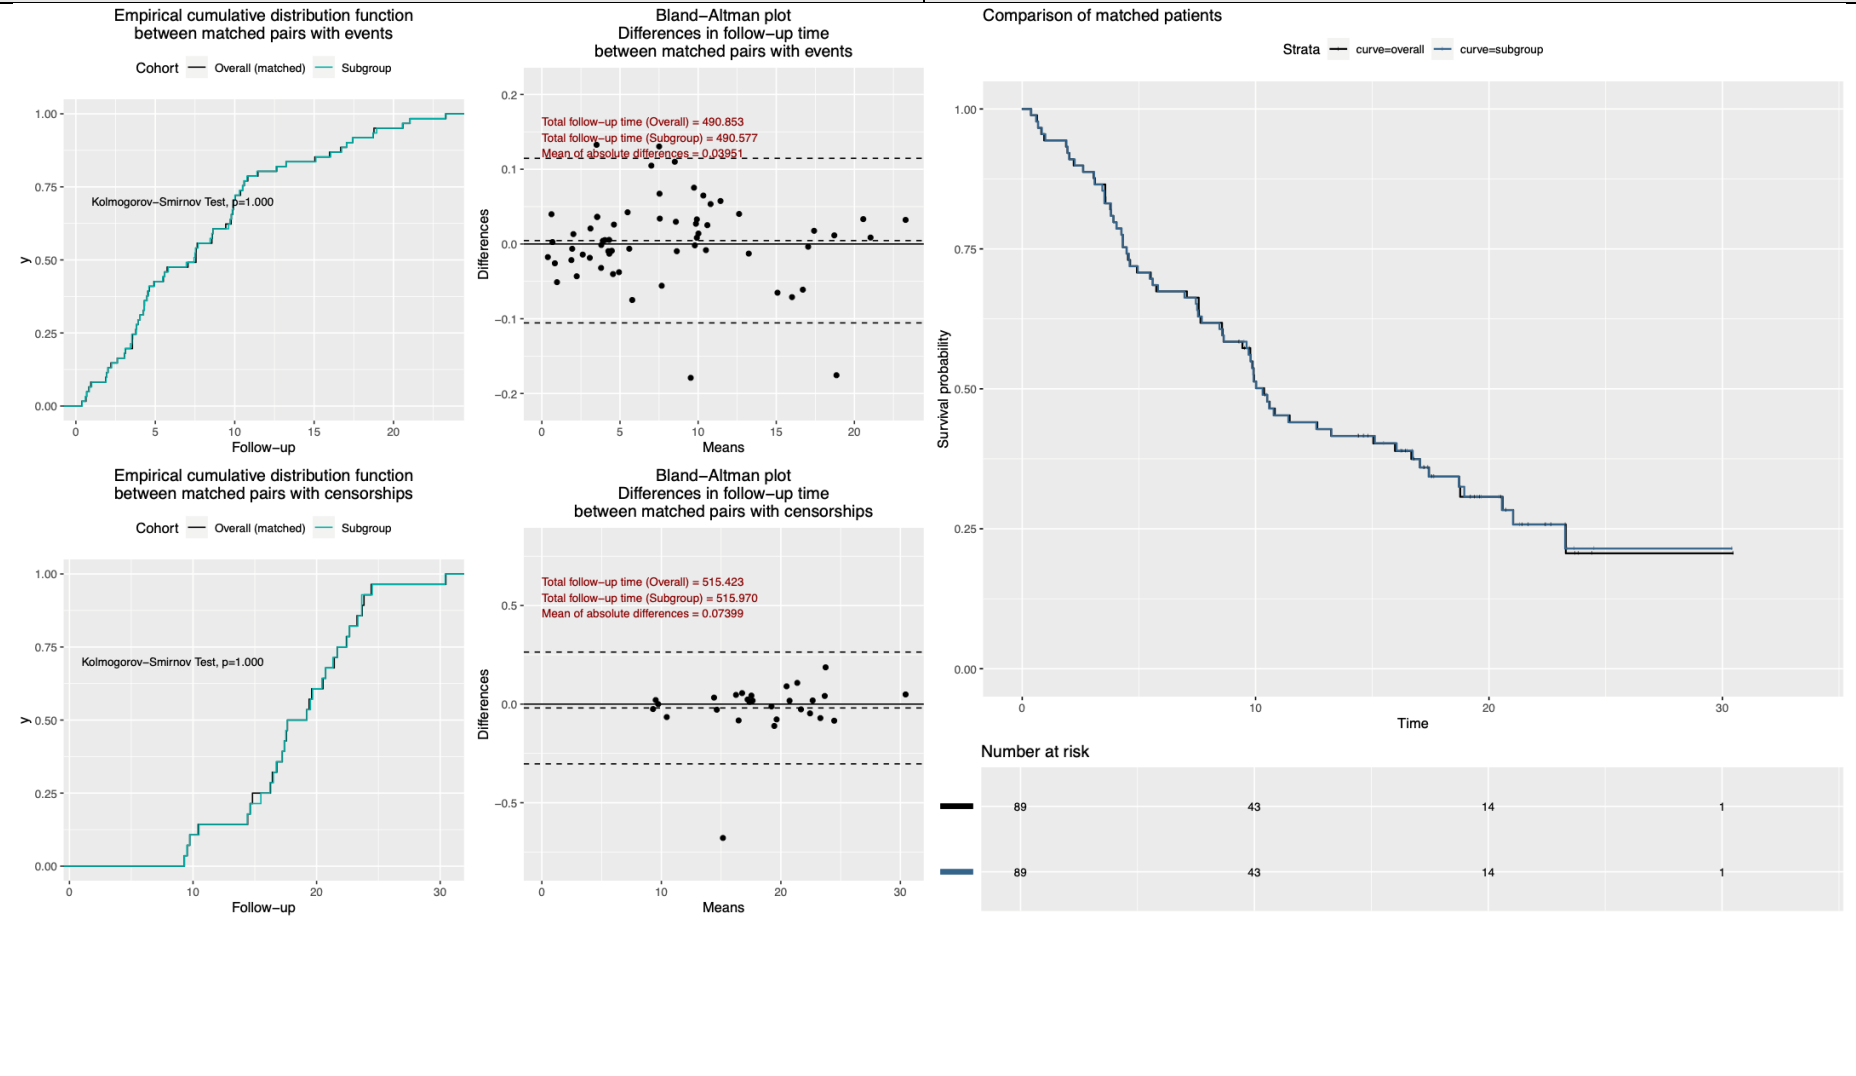 Empirical cumulative distribution function
between matched pairs with events
Cohort Overall (matched) Subgroup
1.00
0.75
0.50
0.25
0.00
y
Kolmogorov−Smirnov Test, p=1.000
0 5 10 15 20
Follow−up
Bland−Altman plot
Differences in follow−up time
between matched pairs with events
0.2
0.1
0.0
−0.1
−0.2
Differences
Total follow−up time (Overall) = 490.853
Total follow−up time (Subgroup) = 490.577
Mean of absolute differences = 0.03951
0 5 10 15 20
Means
Empirical cumulative distribution function
between matched pairs with censorships
Cohort Overall (matched) Subgroup
1.00
0.75
0.50
0.25
0.00
y
Kolmogorov−Smirnov Test, p=1.000
0 10 20 30
Follow−up
Bland−Altman plot
Differences in follow−up time
between matched pairs with censorships
0.5
0.0
−0.5
Differences
Total follow−up time (Overall) = 515.423
Total follow−up time (Subgroup) = 515.970
Mean of absolute differences = 0.07399
0 10 20 30
Means
Comparison of matched patients
Strata curve=overall curve=subgroup
1.00
0.75
0.50
0.25
0.00
Survival probability
0 10 20 30
Time
Number at risk
89 43 14 1
89 43 14 1